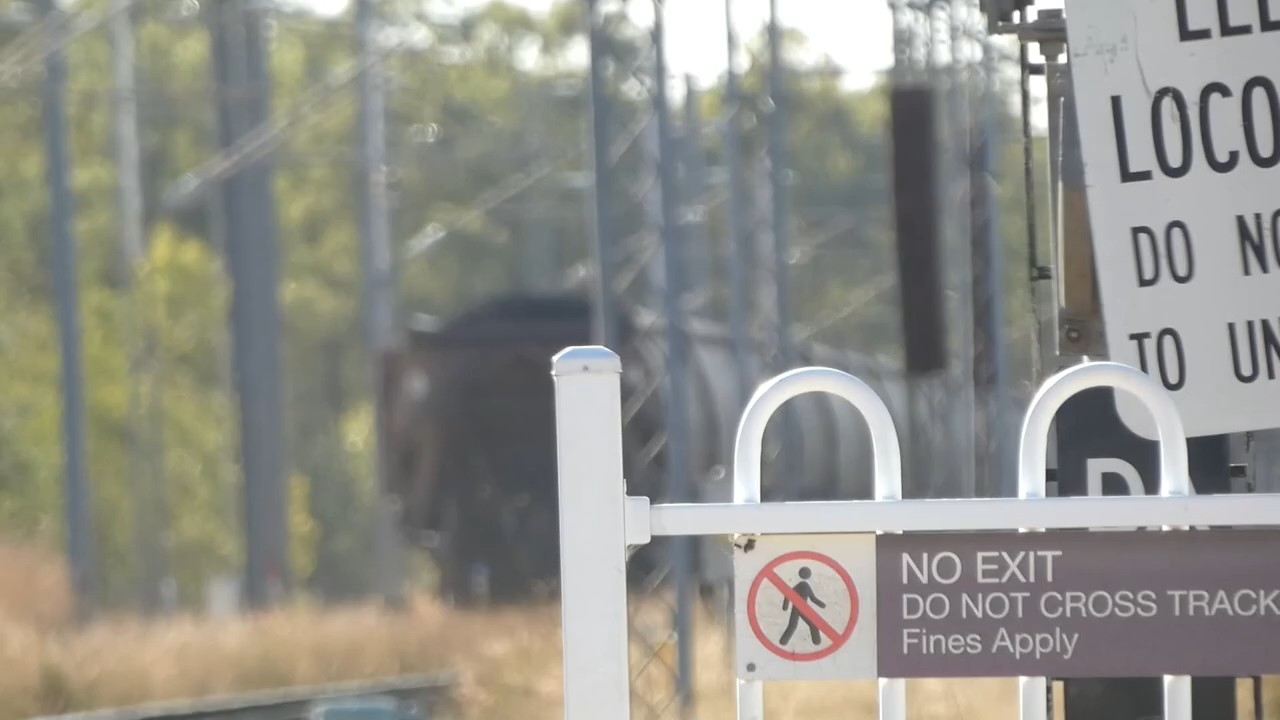 LOCO
DO NO
TO UN
NO EXIT
DO NOT CROSS TRACK
Fines Apply